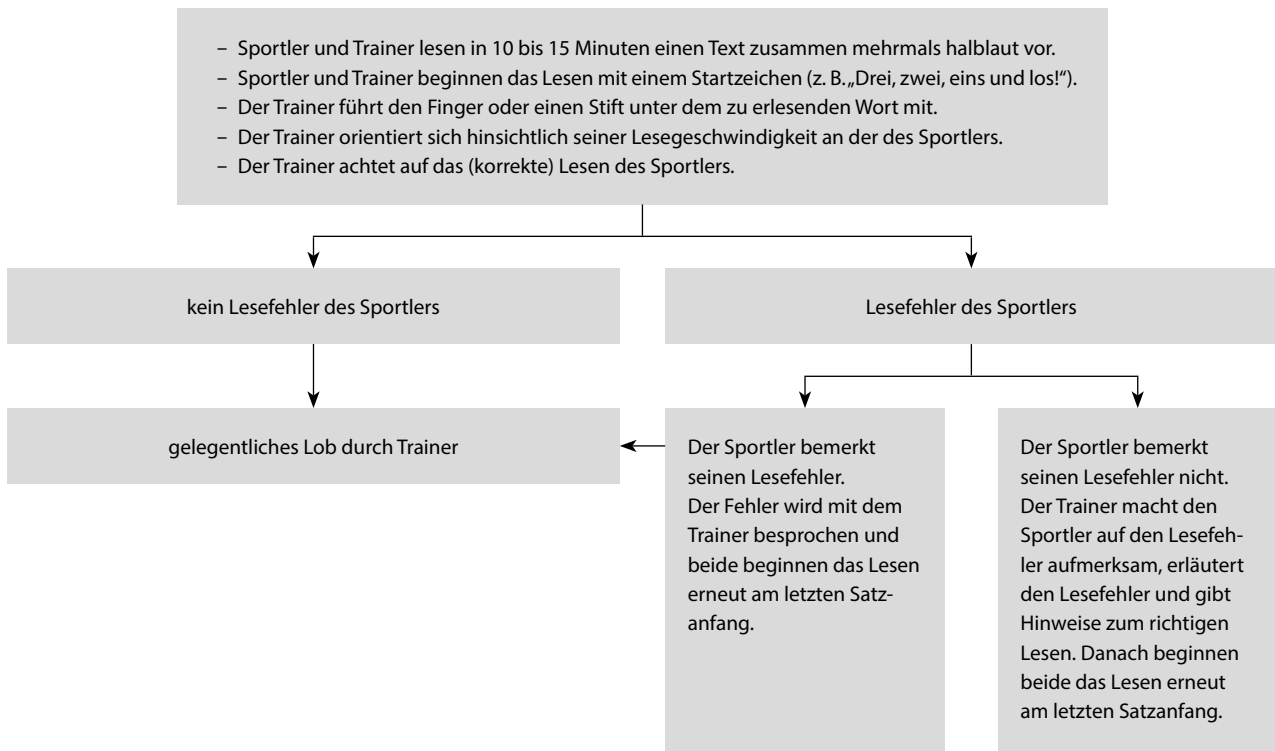 – Sportler und Trainer lesen in 10 bis 15 Minuten einen Text zusammen mehrmals halblaut vor.
– Sportler und Trainer beginnen das Lesen mit einem Startzeichen (z. B. „Drei, zwei, eins und los!“).
– Der Trainer führt den Finger oder einen Stift unter dem zu erlesenden Wort mit.
– Der Trainer orientiert sich hinsichtlich seiner Lesegeschwindigkeit an der des Sportlers.
– Der Trainer achtet auf das (korrekte) Lesen des Sportlers.
kein Lesefehler des Sportlers
Lesefehler des Sportlers
gelegentliches Lob durch Trainer
Der Sportler bemerkt
seinen Lesefehler.
Der Fehler wird mit dem
Trainer besprochen und
beide beginnen das Lesen
erneut am letzten Satz-
anfang.
Der Sportler bemerkt
seinen Lesefehler nicht.
Der Trainer macht den
Sportler auf den Lesefeh-
ler aufmerksam, erläutert
den Lesefehler und gibt
Hinweise zum richtigen
Lesen. Danach beginnen
beide das Lesen erneut
am letzten Satzanfang.